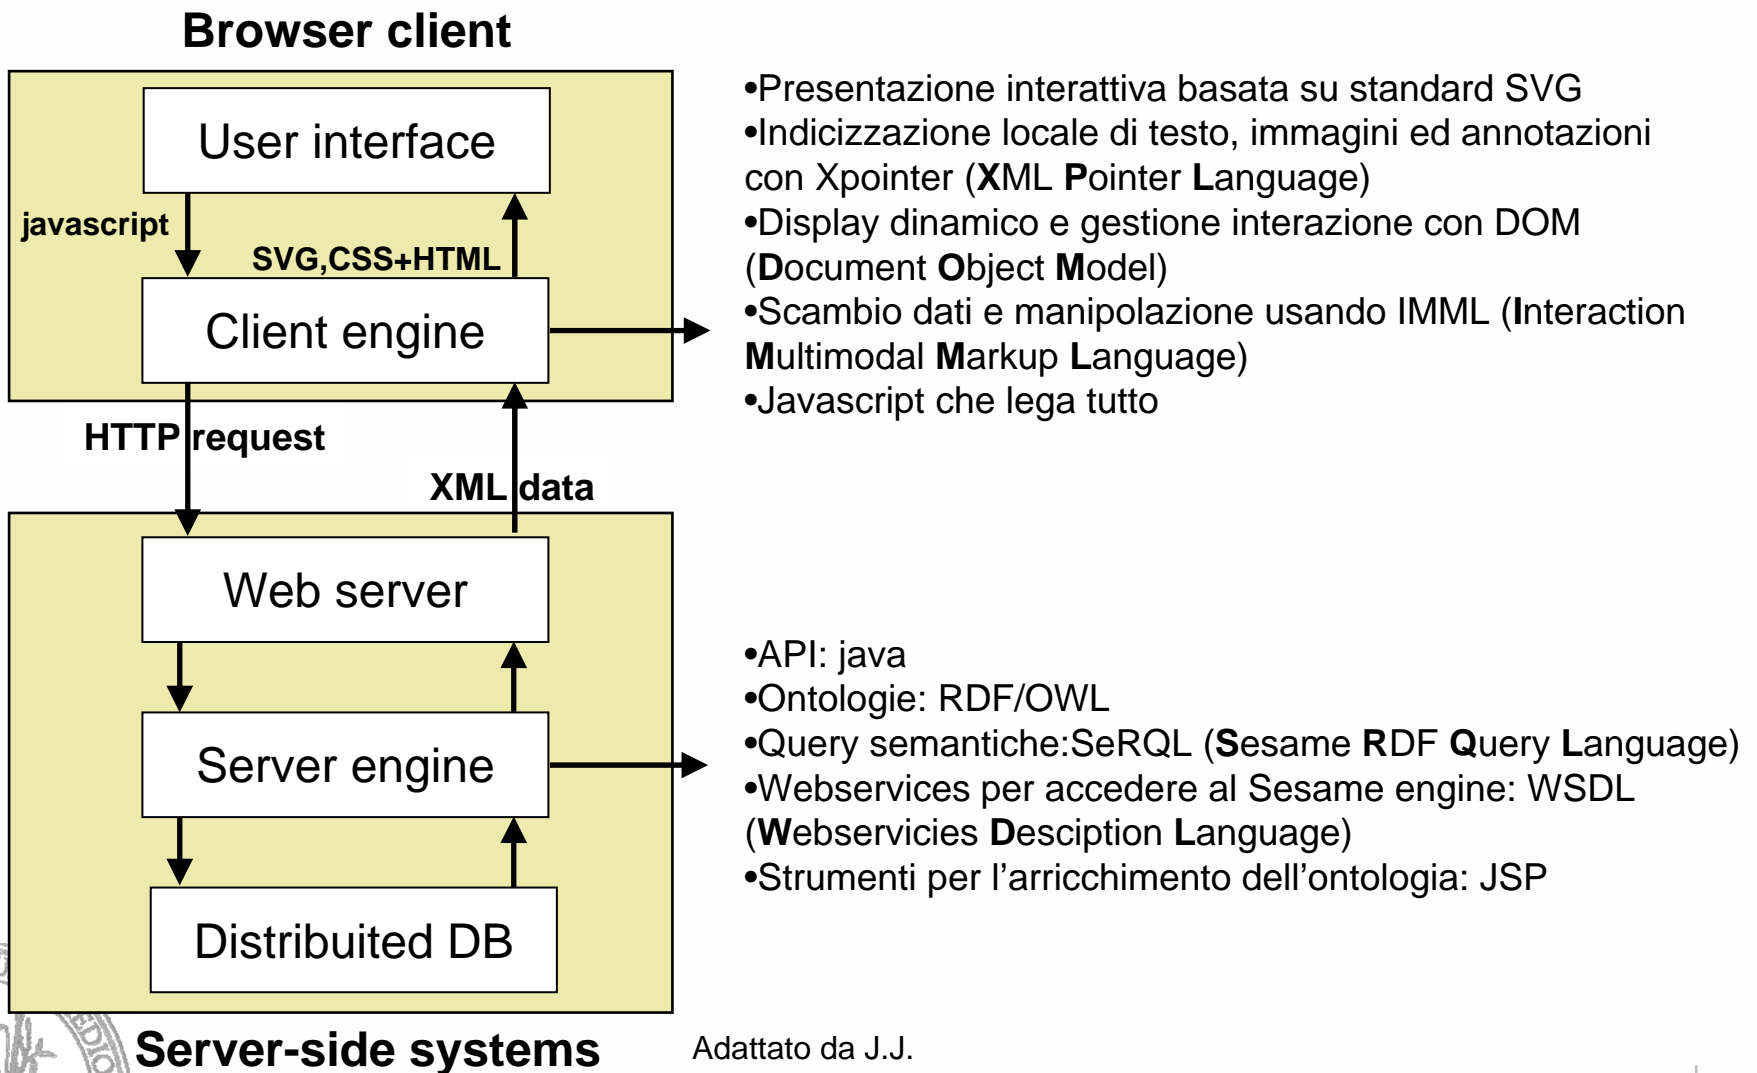 Browser client
User interface
javascript
SVG,CSS+HTML
Client engine
HTTP request
XML data
Web server
Server engine
Distribuited DB
Server-side systems
•Presentazione interattiva basata su standard SVG
•Indicizzazione locale di testo, immagini ed annotazioni
con Xpointer (XML Pointer Language)
•Display dinamico e gestione interazione con DOM
(Document Object Model)
•Scambio dati e manipolazione usando IMML (Interaction
Multimodal Markup Language)
•Javascript che lega tutto
•API: java
•Ontologie: RDF/OWL
•Query semantiche:SeRQL (Sesame RDF Query Language)
•Webservices per accedere al Sesame engine: WSDL
(Webservicies Desciption Language)
•Strumenti per l’arricchimento dell’ontologia: JSP
Adattato da J.J.